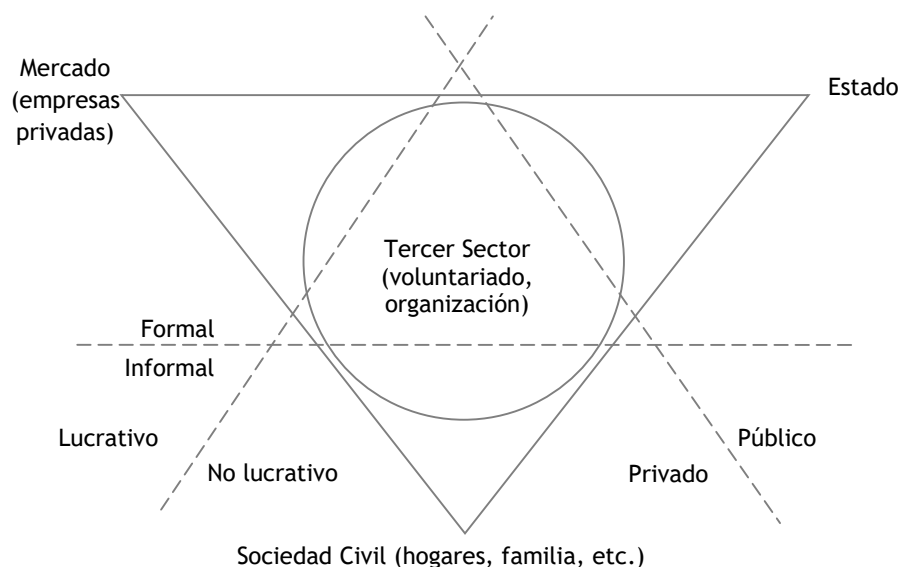 Mercado
(empresas
privadas)
Estado
Tercer Sector
(voluntariado,
organización)
Formal
Informal
Lucrativo
No lucrativo
Privado
Público
Sociedad Civil (hogares, familia, etc.)